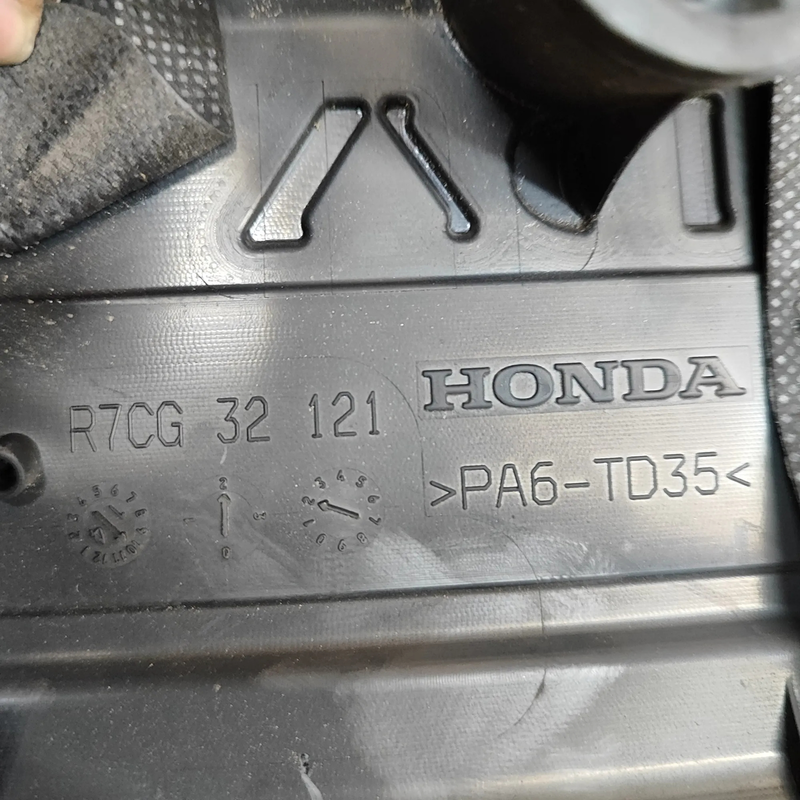 HONDA
R7CG 32 121
>PA6-TD35<